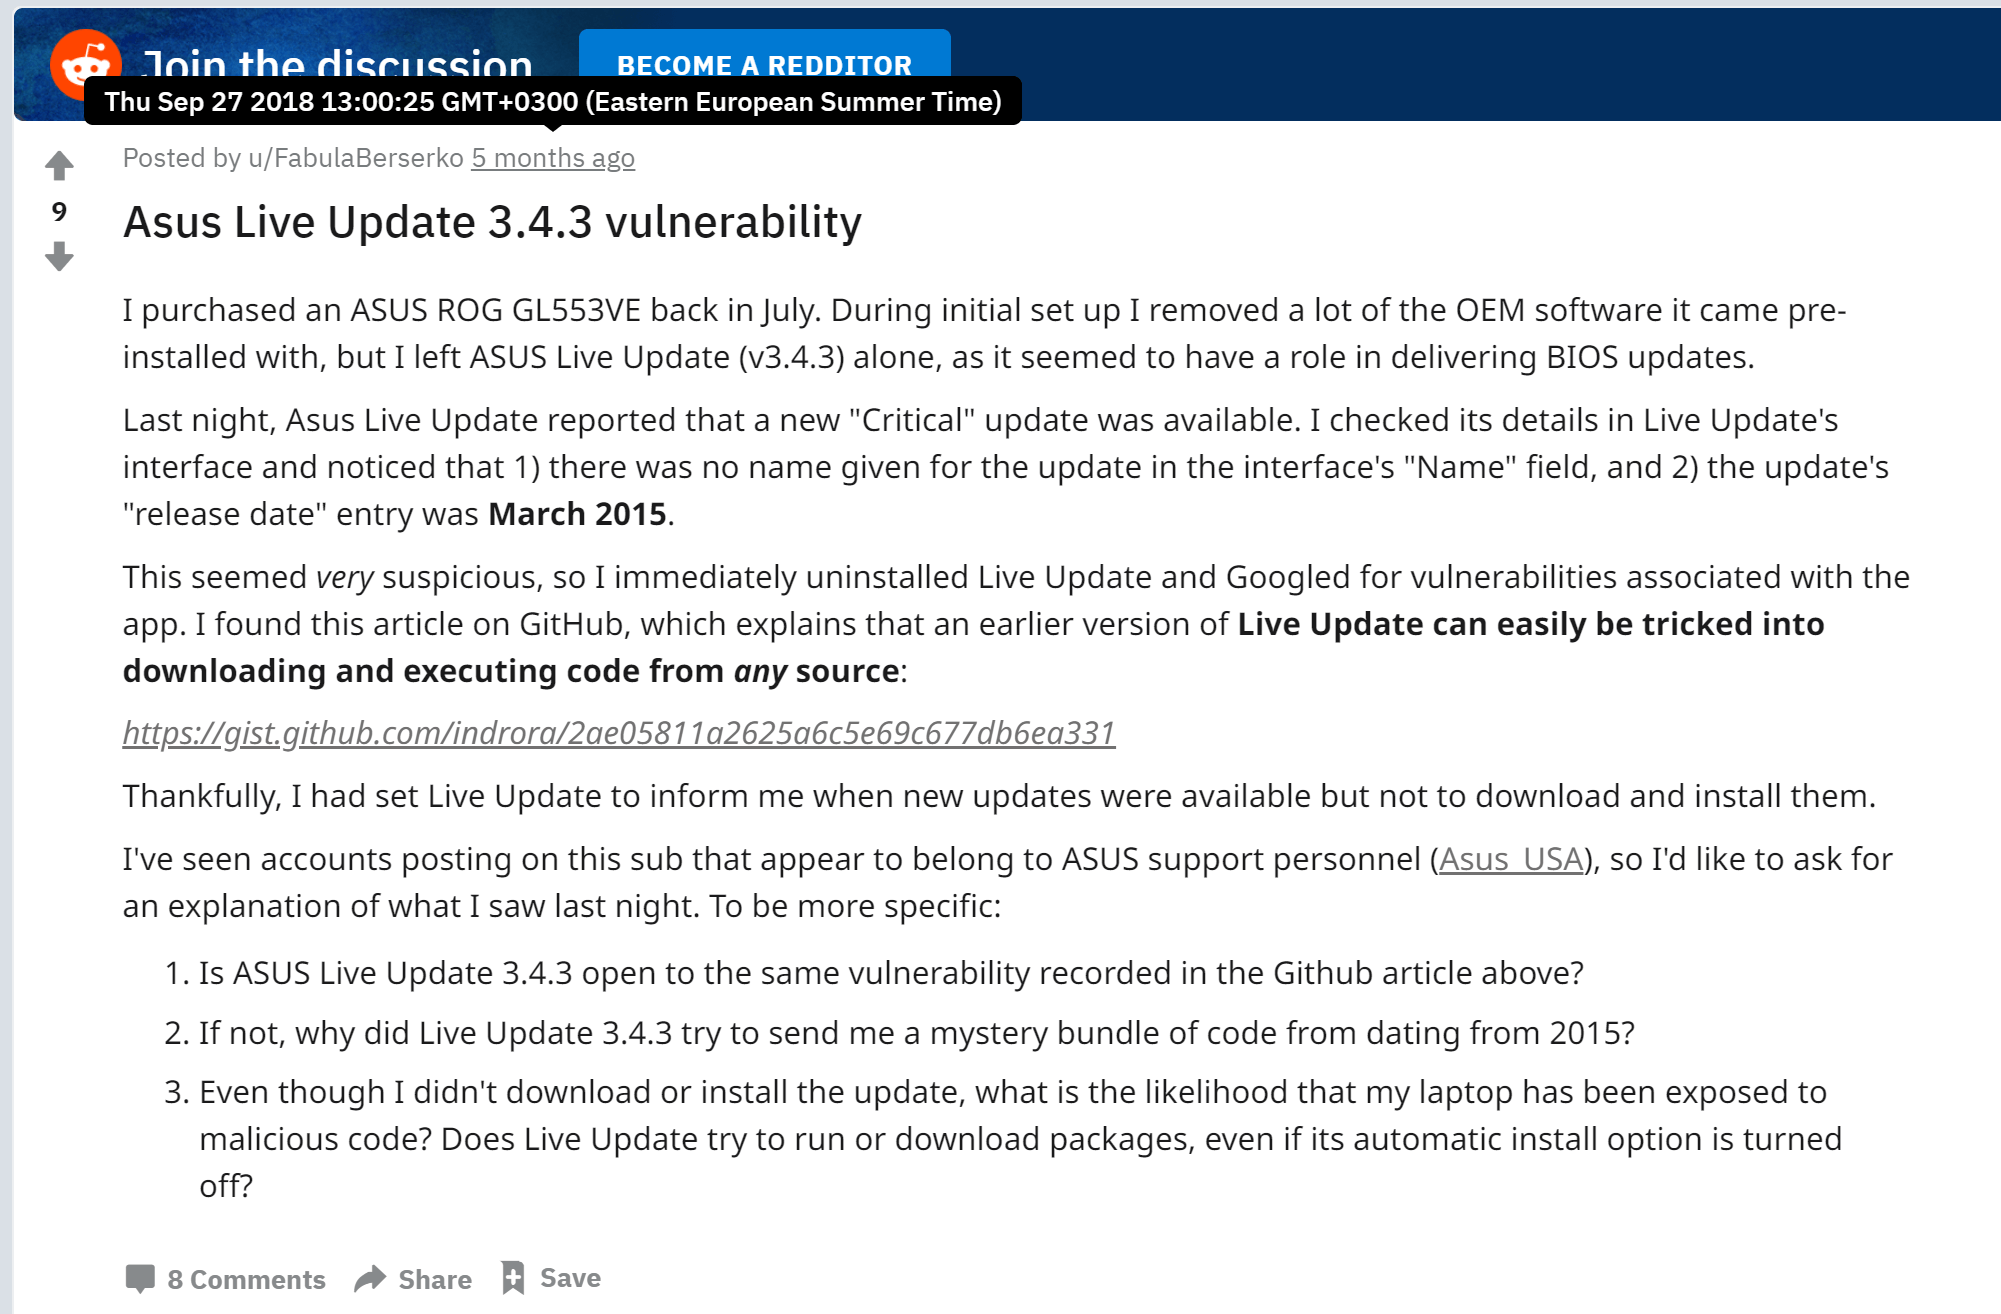 Join the discussion
BECOME A REDDITOR
Thu Sep 27 2018 13:00:25 GMT+0300 (Eastern European Summer Time)
Posted by u/FabulaBerserko 5 months ago
9
Asus Live Update 3.4.3 vulnerability
I purchased an ASUS ROG GL553VE back in July. During initial set up I removed a lot of the OEM software it came pre-
installed with, but I left ASUS Live Update (v3.4.3) alone, as it seemed to have a role in delivering BIOS updates.
Last night, Asus Live Update reported that a new "Critical" update was available. I checked its details in Live Update's
interface and noticed that 1) there was no name given for the update in the interface's "Name" field, and 2) the update's
"release date" entry was March 2015.
This seemed very suspicious, so I immediately uninstalled Live Update and Googled for vulnerabilities associated with the
app. I found this article on GitHub, which explains that an earlier version of Live Update can easily be tricked into
downloading and executing code from any source:
https://gist.github.com/indrora/2ae05811a2625a6c5e69c677db6ea331
Thankfully, I had set Live Update to inform me when new updates were available but not to download and install them.
I've seen accounts posting on this sub that appear to belong to ASUS support personnel (Asus_USA), so I'd like to ask for
an explanation of what I saw last night. To be more specific:
1. Is ASUS Live Update 3.4.3 open to the same vulnerability recorded in the Github article above?
2. If not, why did Live Update 3.4.3 try to send me a mystery bundle of code from dating from 2015?
3. Even though I didn't download or install the update, what is the likelihood that my laptop has been exposed to
malicious code? Does Live Update try to run or download packages, even if its automatic install option is turned
off?
8 Comments Share Save